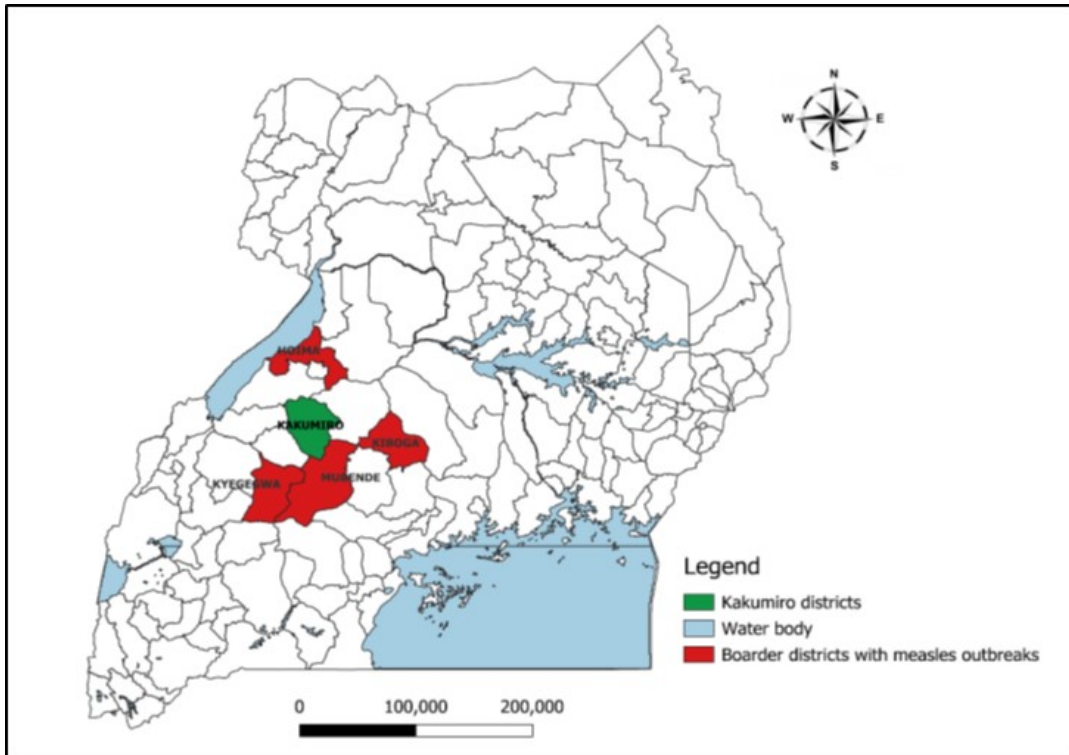 N
W E
S
HOIMA
KAKUMIRO
KIBOGA
KYEGEGWA
MUBENDE
Legend
Kakumiro districts
Water body
Boarder districts with measles outbreaks
0 100,000 200,000